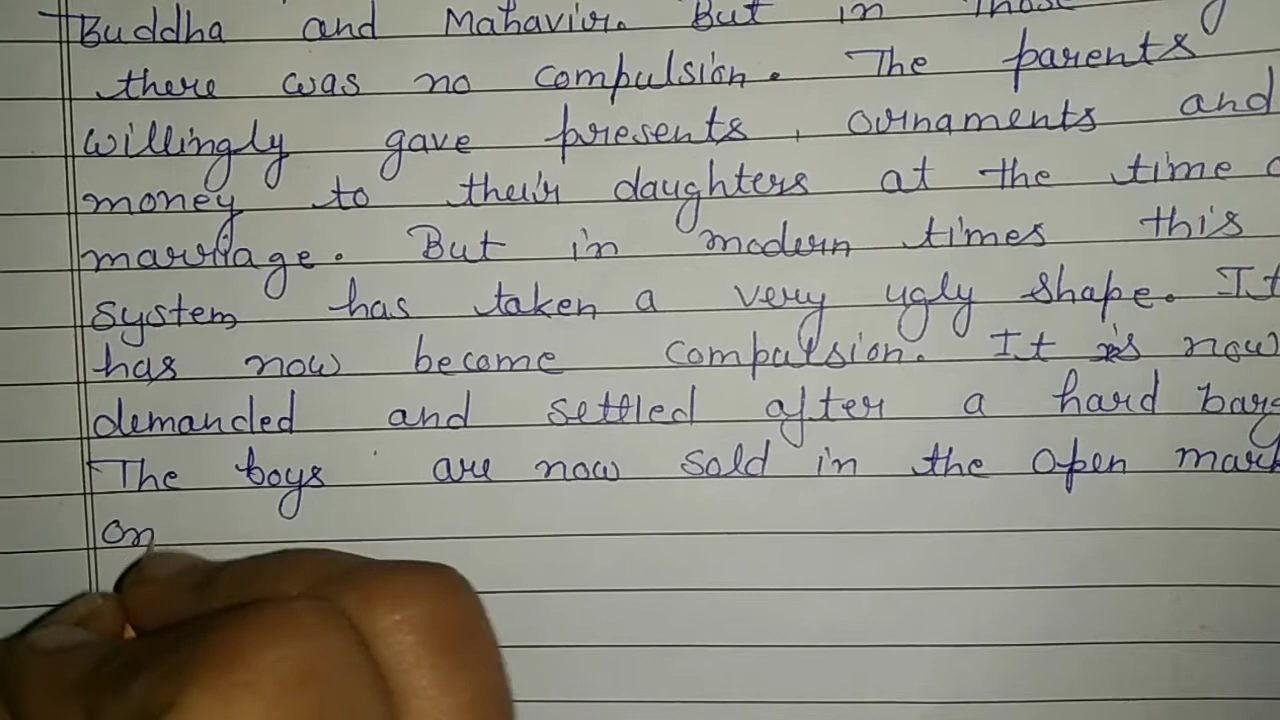 Buddha and Mahavir. But in those
there was no compulsion. The parents
willingly gave presents, ornaments and
money to their daughters at the time
marriage. But in modern times this
system has taken a very ugly shape. It
has now become compulsion. It is now
demanded and settled after a hard
The boys are now sold in the open
on